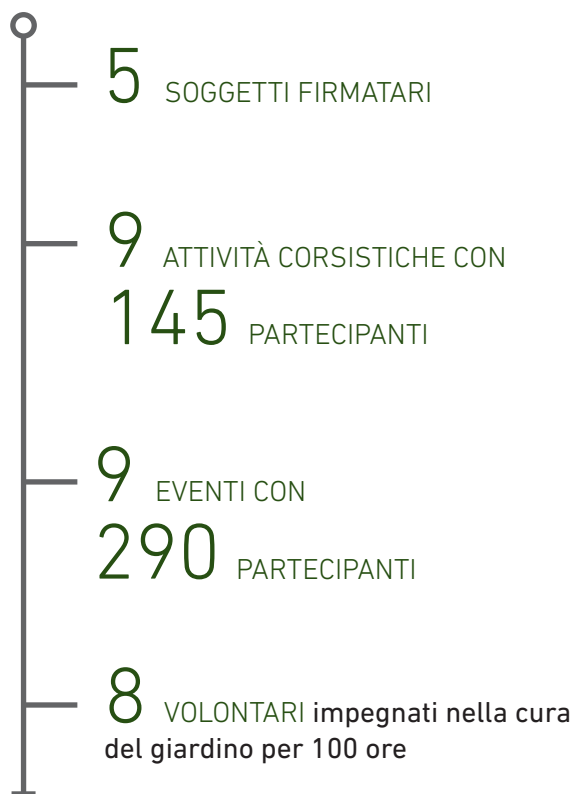 5 SOGGETTI FIRMATARI
9 ATTIVITÀ CORSISTICHE CON
145 PARTECIPANTI
9 EVENTI CON
290 PARTECIPANTI
8 VOLONTARI impegnati nella cura
del giardino per 100 ore